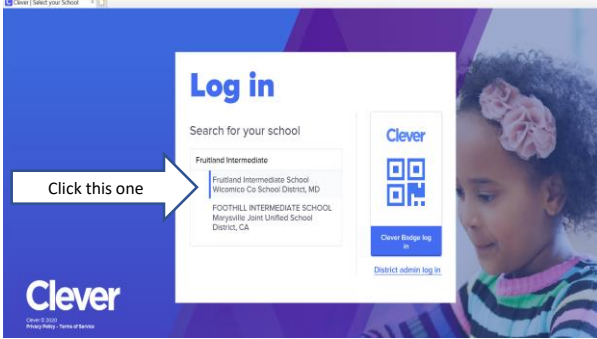 Clever | Select your School
Log in
Search for your school
Fruitland Intermediate
Fruitland Intermediate School
Wicomico Co School District, MD
FOOTHILL INTERMEDIATE SCHOOL
Marysville Joint Unified School
District, CA
Click this one
Clever
Clever Badge log
in
District admin log in
Clever
Clever © 2020
Privacy Policy - Terms of Service